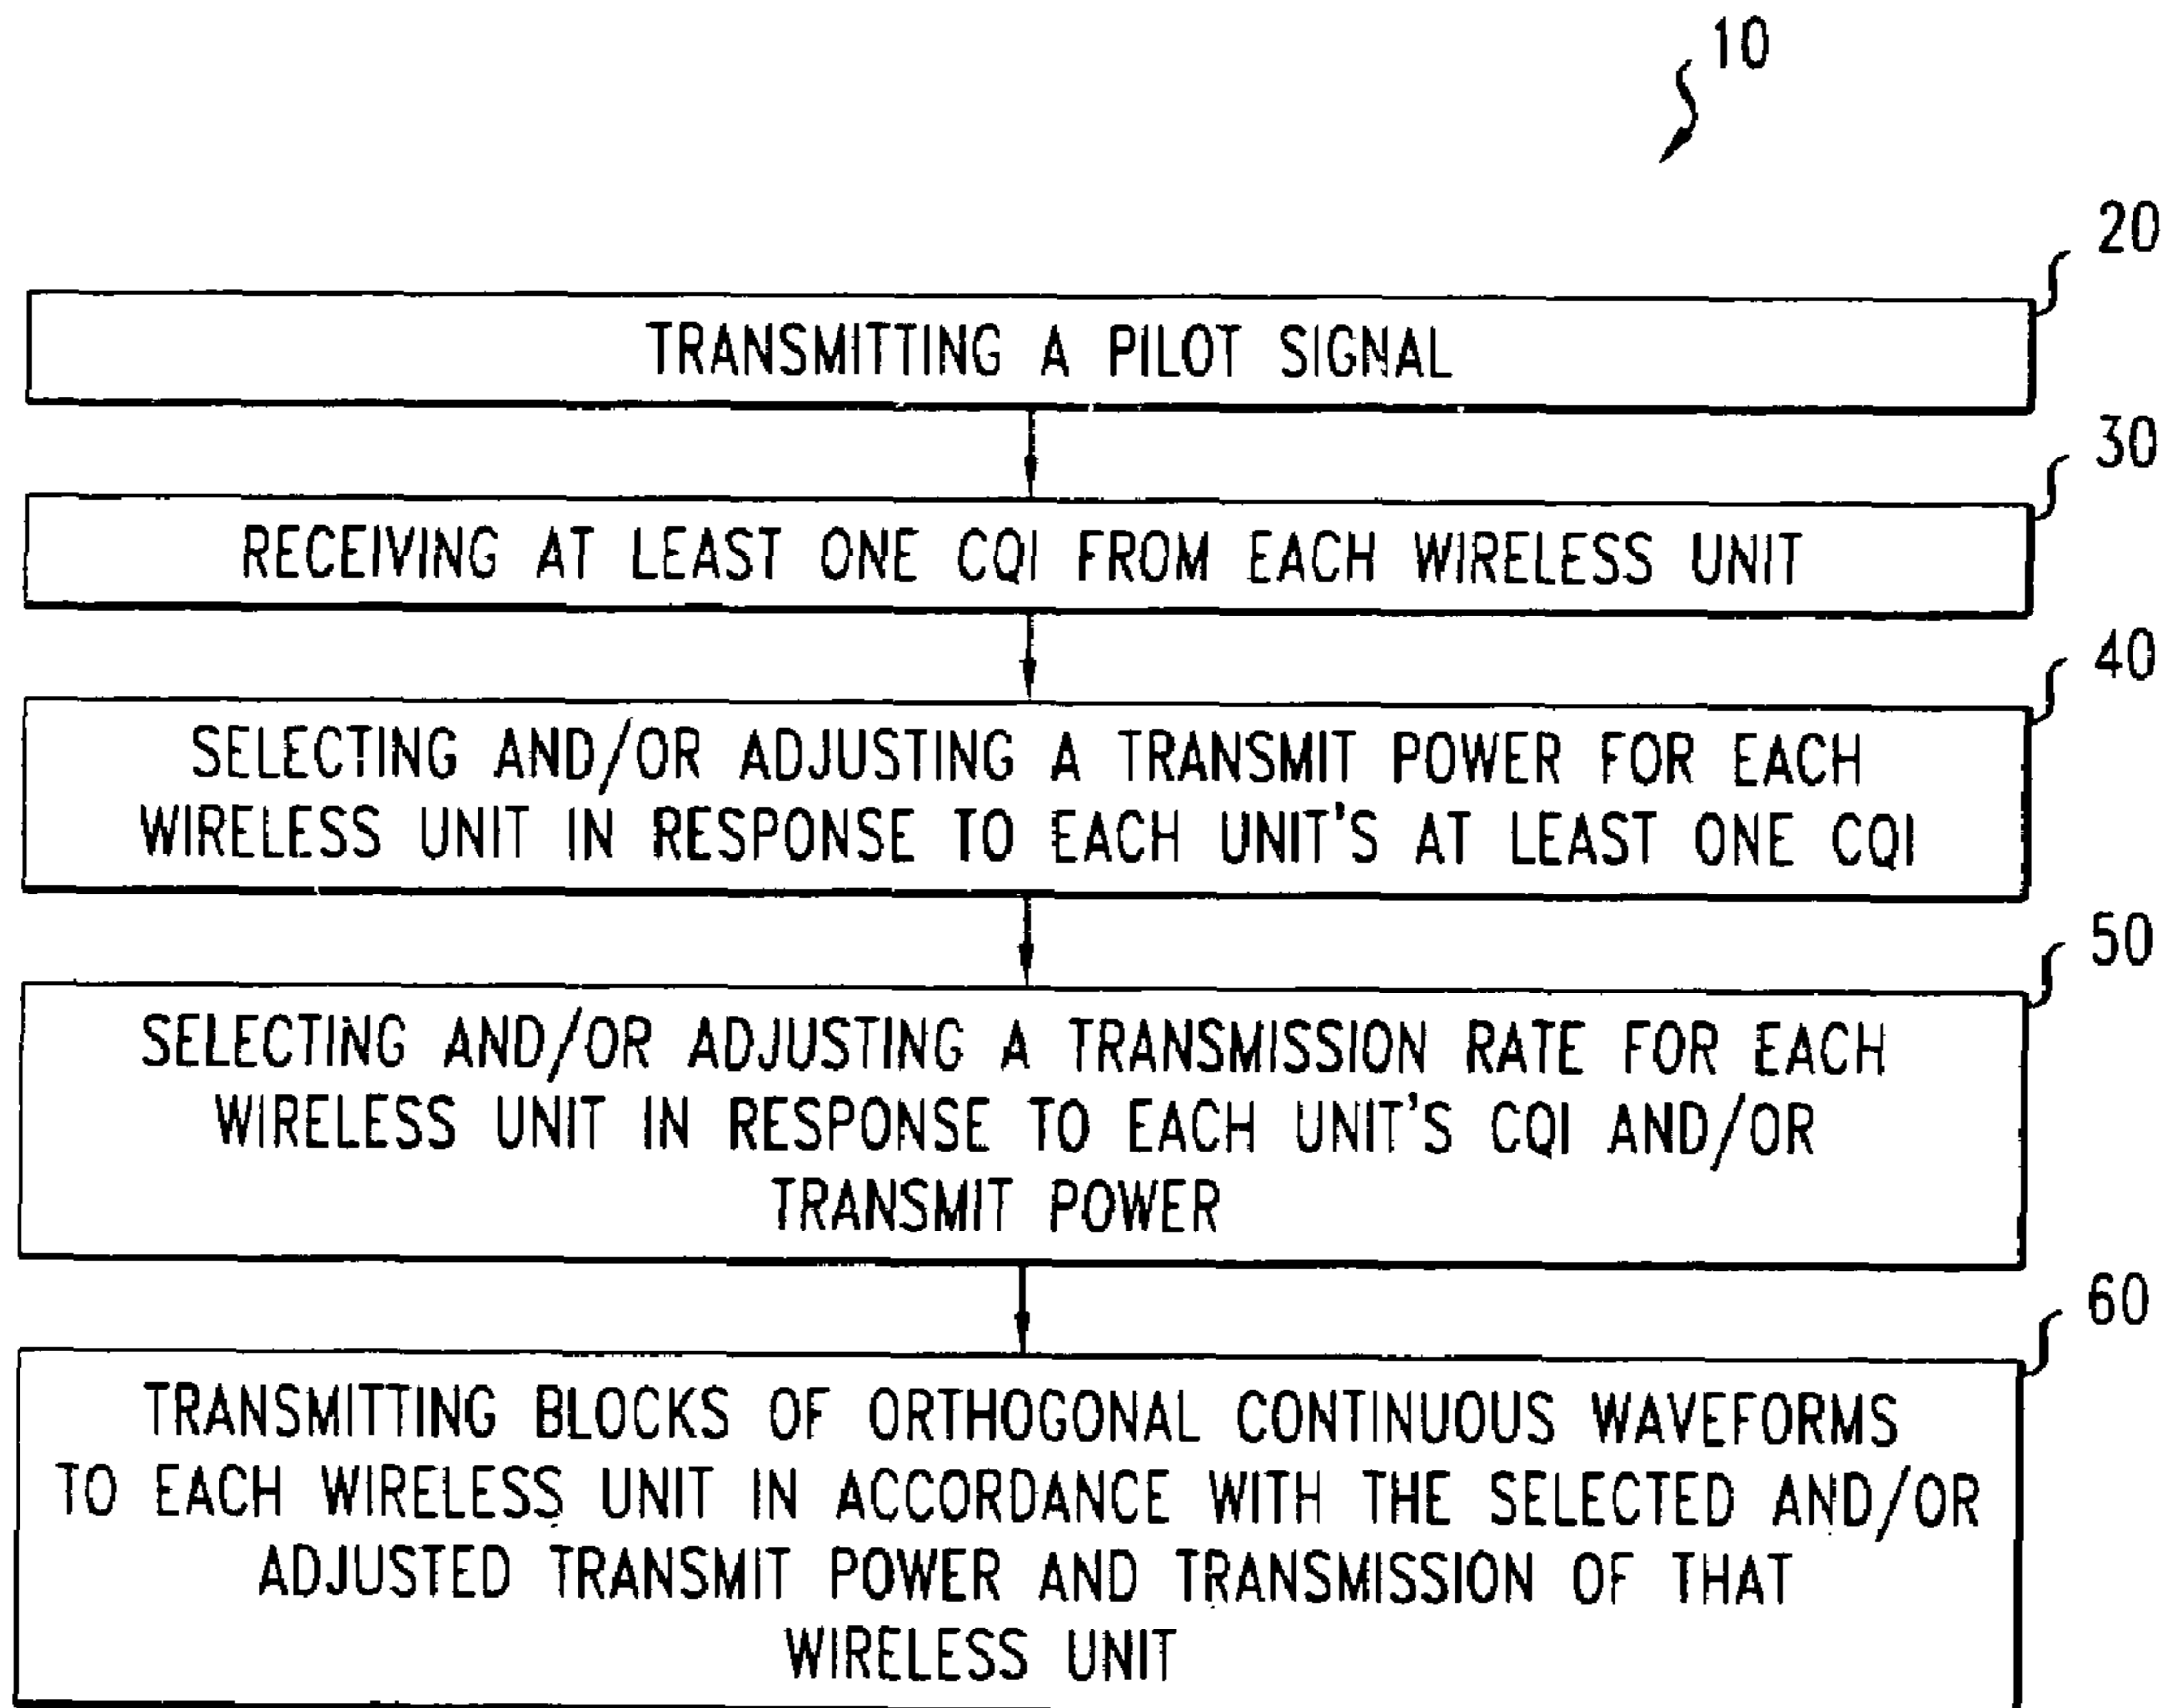 10
20
TRANSMITTING A PILOT SIGNAL
30
RECEIVING AT LEAST ONE CQI FROM EACH WIRELESS UNIT
40
SELECTING AND/OR ADJUSTING A TRANSMIT POWER FOR EACH
WIRELESS UNIT IN RESPONSE TO EACH UNIT'S AT LEAST ONE CQI
50
SELECTING AND/OR ADJUSTING A TRANSMISSION RATE FOR EACH
WIRELESS UNIT IN RESPONSE TO EACH UNIT'S CQI AND/OR
TRANSMIT POWER
60
TRANSMITTING BLOCKS OF ORTHOGONAL CONTINUOUS WAVEFORMS
TO EACH WIRELESS UNIT IN ACCORDANCE WITH THE SELECTED AND/OR
ADJUSTED TRANSMIT POWER AND TRANSMISSION OF THAT
WIRELESS UNIT